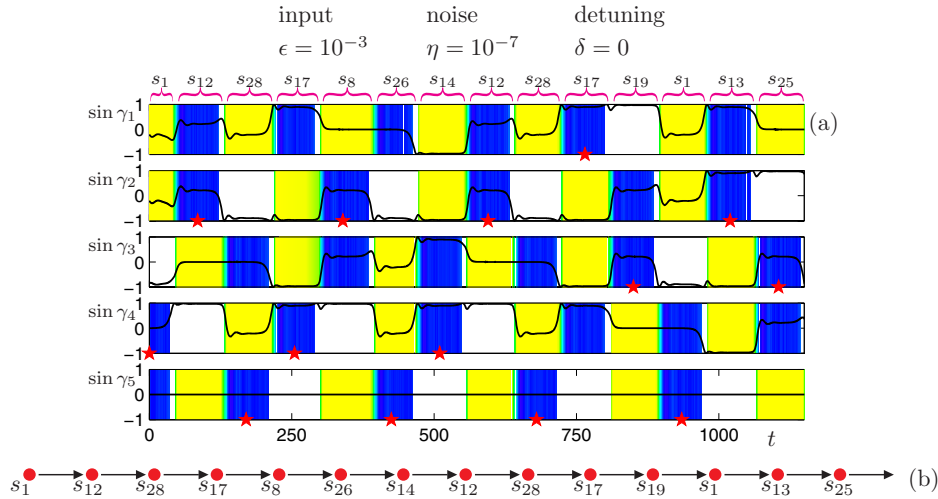 input noise detuning
ϵ = 10⁻³ η = 10⁻⁷ δ = 0
s₁ s₁₂ s₂₈ s₁₇ s₈ s₂₆ s₁₄ s₁₂ s₂₈ s₁₇ s₁₉ s₁ s₁₃ s₂₅
sin γ₁ 1 0 −1 (a)
sin γ₂ 1 0 −1
sin γ₃ 1 0 −1
sin γ₄ 1 0 −1
sin γ₅ 1 0 −1
0 250 500 750 1000 t
s₁ s₁₂ s₂₈ s₁₇ s₈ s₂₆ s₁₄ s₁₂ s₂₈ s₁₇ s₁₉ s₁ s₁₃ s₂₅ (b)